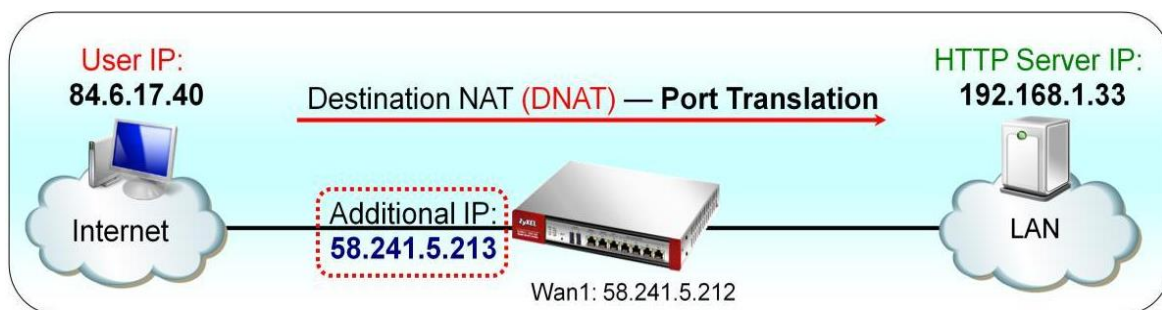 User IP:
84.6.17.40
Destination NAT (DNAT) — Port Translation
HTTP Server IP:
192.168.1.33
Internet
Additional IP:
58.241.5.213
ZyXEL
LAN
Wan1: 58.241.5.212